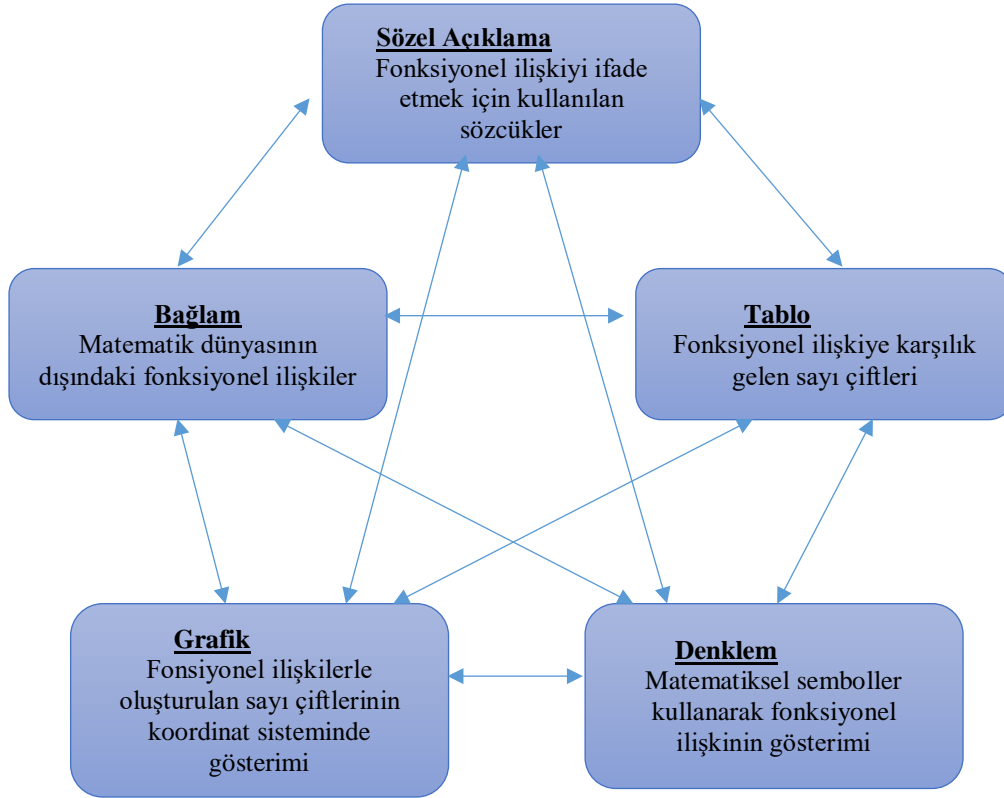 Sözel Açıklama
Fonksiyonel ilişkiyi ifade
etmek için kullanılan
sözcükler
Bağlam
Matematik dünyasının
dışındaki fonksiyonel ilişkiler
Tablo
Fonksiyonel ilişkiye karşılık
gelen sayı çiftleri
Grafik
Fonsiyonel ilişkilerle
oluşturulan sayı çiftlerinin
koordinat sisteminde
gösterimi
Denklem
Matematiksel semboller
kullanarak fonksiyonel
ilişkinin gösterimi